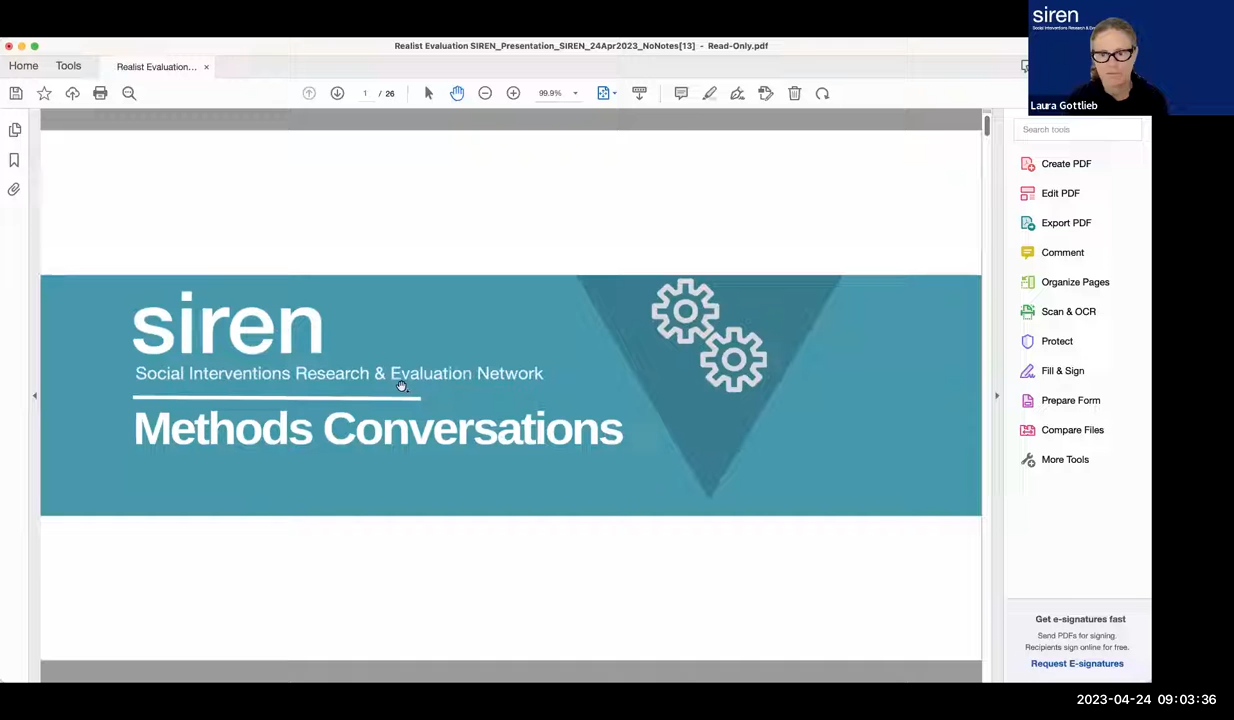 siren
Social Interventions Research & Ev
Laura Gottlieb
Realist Evaluation SIREN_Presentation_SIREN_24Apr2023_NoNotes[13] - Read-Only.pdf
Home Tools Realist Evaluation... ×
1 / 26 99.9%
Search tools
Create PDF
Edit PDF
Export PDF
Comment
Organize Pages
Scan & OCR
Protect
Fill & Sign
Prepare Form
Compare Files
More Tools
siren
Social Interventions Research & Evaluation Network
Methods Conversations
Get e-signatures fast
Send PDFs for signing.
Recipients sign online for free.
Request E-signatures
2023-04-24 09:03:36